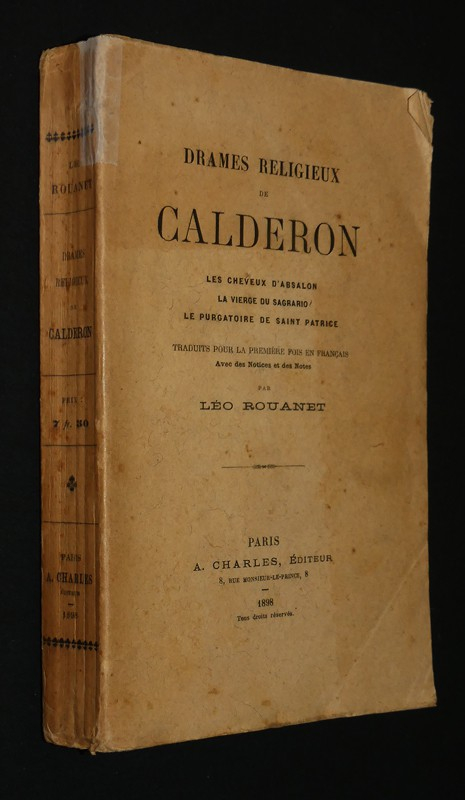 LÉO
ROUANET
DRAMES
RELIGIEUX
DE
CALDERON
PRIX
7 fr. 50
PARIS
A. CHARLES
ÉDITEUR
1898
DRAMES RELIGIEUX
DE
CALDERON
LES CHEVEUX D'ABSALON
LA VIERGE DU SAGRARIO
LE PURGATOIRE DE SAINT PATRICE
TRADUITS POUR LA PREMIÈRE FOIS EN FRANÇAIS
Avec des Notices et des Notes
PAR
LÉO ROUANET
PARIS
A. CHARLES, ÉDITEUR
8, RUE MONSIEUR-LE-PRINCE, 8
1898
Tous droits réservés.